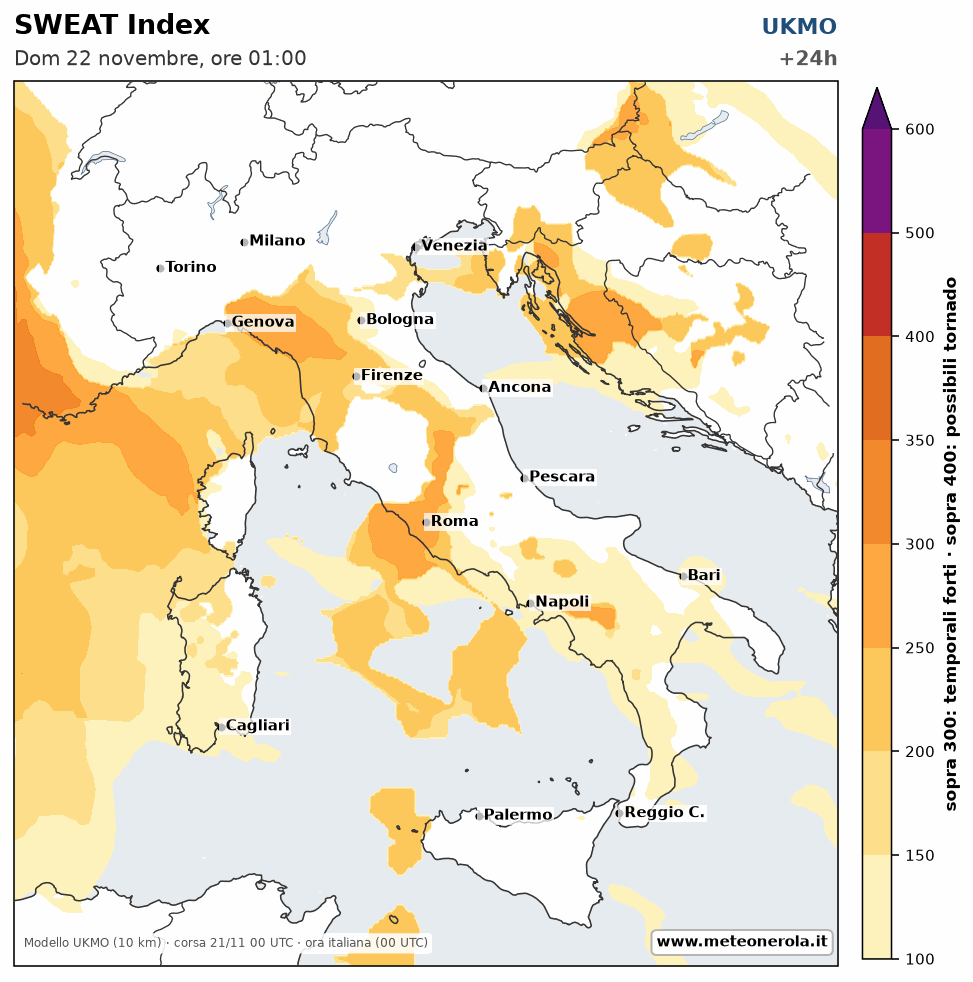 SWEAT Index
UKMO
Dom 22 novembre, ore 01:00
+24h
600
500
400
350
300
250
200
150
100
sopra 300: temporali forti · sopra 400: possibili tornado
Milano
Venezia
Torino
Genova
Bologna
Firenze
Ancona
Pescara
Roma
Bari
Napoli
Cagliari
Palermo
Reggio C.
Modello UKMO (10 km) · corsa 21/11 00 UTC · ora italiana (00 UTC)
www.meteonerola.it